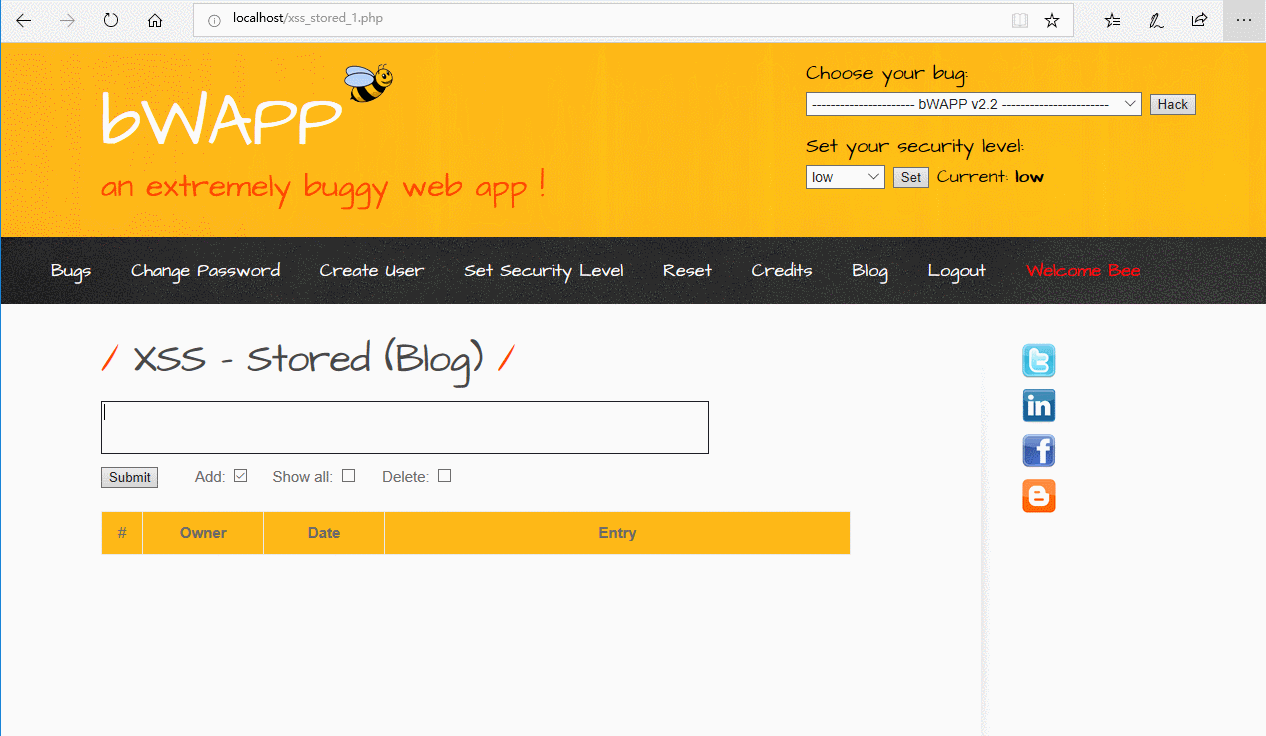 localhost/xss_stored_1.php
bWAPP
an extremely buggy web app !
Choose your bug:
---------------------- bWAPP v2.2 ----------------------- Hack
Set your security level:
low Set Current: low
Bugs Change Password Create User Set Security Level Reset Credits Blog Logout Welcome Bee
/ XSS - Stored (Blog) /
Submit Add: Show all: Delete:
# Owner Date Entry